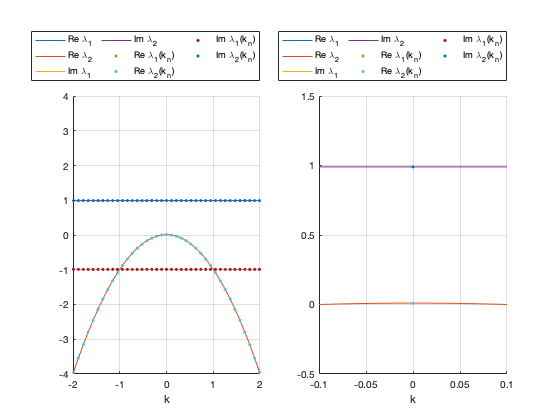 Re λ1 Im λ2 Im λ1(kn)
Re λ2 Re λ1(kn) Im λ2(kn)
Im λ1 Re λ2(kn)
4
3
2
1
0
-1
-2
-3
-4
-2 -1 0 1 2
k
Re λ1 Im λ2 Im λ1(kn)
Re λ2 Re λ1(kn) Im λ2(kn)
Im λ1 Re λ2(kn)
1.5
1
0.5
0
-0.5
-0.1 -0.05 0 0.05 0.1
k